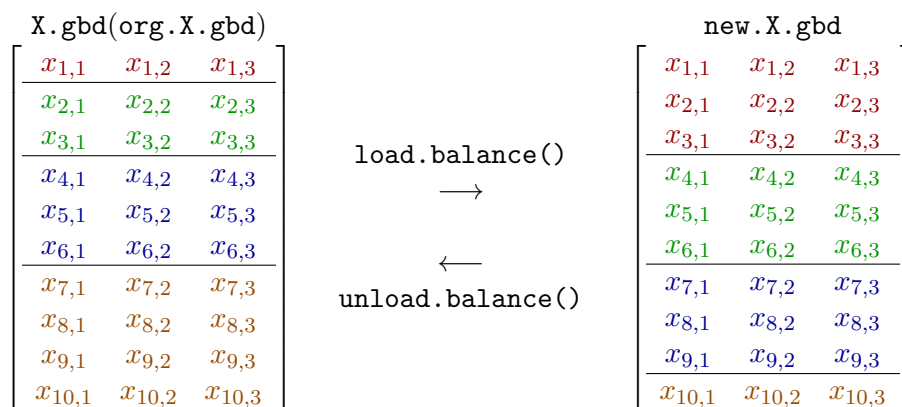 X.gbd(org.X.gbd)
x1,1 x1,2 x1,3
x2,1 x2,2 x2,3
x3,1 x3,2 x3,3
x4,1 x4,2 x4,3
x5,1 x5,2 x5,3
x6,1 x6,2 x6,3
x7,1 x7,2 x7,3
x8,1 x8,2 x8,3
x9,1 x9,2 x9,3
x10,1 x10,2 x10,3
load.balance()
⟶
⟵
unload.balance()
new.X.gbd
x1,1 x1,2 x1,3
x2,1 x2,2 x2,3
x3,1 x3,2 x3,3
x4,1 x4,2 x4,3
x5,1 x5,2 x5,3
x6,1 x6,2 x6,3
x7,1 x7,2 x7,3
x8,1 x8,2 x8,3
x9,1 x9,2 x9,3
x10,1 x10,2 x10,3